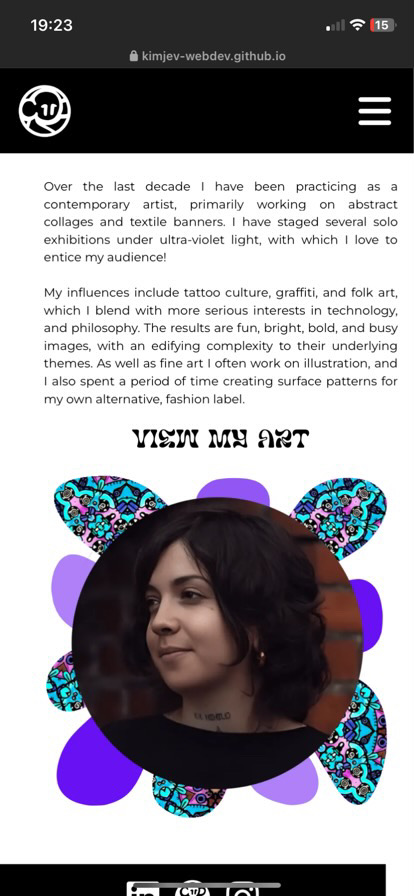 19:23
15
kimjev-webdev.github.io
Over the last decade I have been practicing as a
contemporary artist, primarily working on abstract
collages and textile banners. I have staged several solo
exhibitions under ultra-violet light, with which I love to
entice my audience!
My influences include tattoo culture, graffiti, and folk art,
which I blend with more serious interests in technology,
and philosophy. The results are fun, bright, bold, and busy
images, with an edifying complexity to their underlying
themes. As well as fine art I often work on illustration, and
I also spent a period of time creating surface patterns for
my own alternative, fashion label.
VIEW MY ART